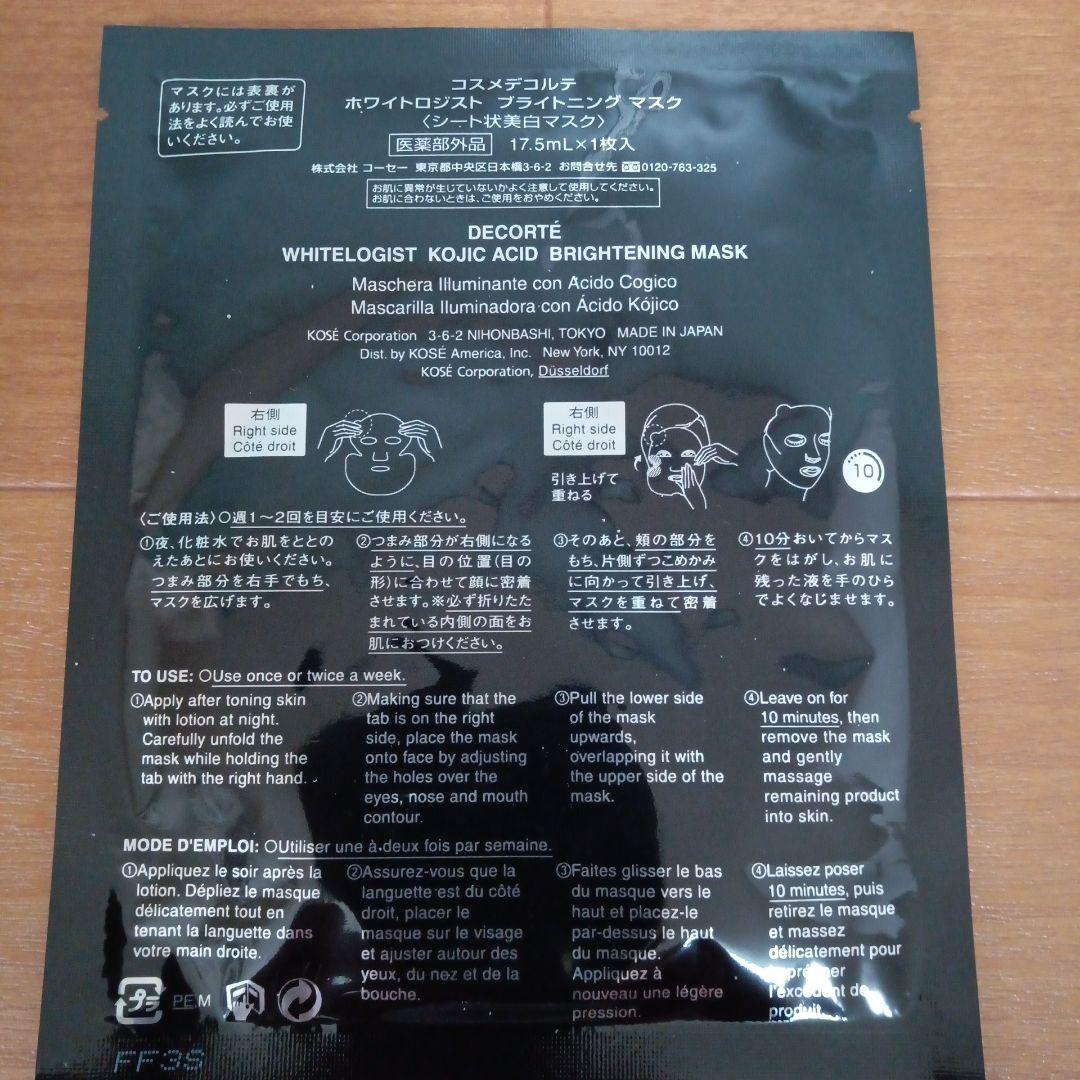 マスクには表裏が
あります。必ずご使用
法をよく読んでお使
いください。
コスメデコルテ
ホワイトロジスト ブライトニング マスク
〈シート状美白マスク〉
医薬部外品 17.5mL×1枚入
株式会社 コーセー 東京都中央区日本橋3-6-2 お問合せ先 0120-763-325
お肌に異常が生じていないかよく注意して使用してください。
お肌に合わないときは、ご使用をおやめください。
DECORTÉ
WHITELOGIST KOJIC ACID BRIGHTENING MASK
Maschera Illuminante con Acido Cogico
Mascarilla Iluminadora con Ácido Kójico
KOSÉ Corporation 3-6-2 NIHONBASHI, TOKYO MADE IN JAPAN
Dist. by KOSÉ America, Inc. New York, NY 10012
KOSÉ Corporation, Düsseldorf
右側
Right side
Côté droit
右側
Right side
Côté droit
引き上げて
重ねる
10
〈ご使用法〉○週1〜2回を目安にご使用ください。
①夜、化粧水でお肌をととの
えたあとにお使いください。
つまみ部分を右手でもち、
マスクを広げます。
②つまみ部分が右側になる
ように、目の位置(目の
形)に合わせて顔に密着
させます。※必ず折りたた
まれている内側の面をお
肌におつけください。
③そのあと、頬の部分を
もち、片側ずつこめかみ
に向かって引き上げ、
マスクを重ねて密着
させます。
④10分おいてからマス
クをはがし、お肌に
残った液を手のひら
でよくなじませます。
TO USE: ○Use once or twice a week.
①Apply after toning skin
with lotion at night.
Carefully unfold the
mask while holding the
tab with the right hand.
②Making sure that the
tab is on the right
side, place the mask
onto face by adjusting
the holes over the
eyes, nose and mouth
contour.
③Pull the lower side
of the mask
upwards,
overlapping it with
the upper side of the
mask.
④Leave on for
10 minutes, then
remove the mask
and gently
massage
remaining product
into skin.
MODE D'EMPLOI: ○Utiliser une à deux fois par semaine.
①Appliquez le soir après la
lotion. Dépliez le masque
délicatement tout en
tenant la languette dans
votre main droite.
②Assurez-vous que la
languette est du côté
droit, placer le
masque sur le visage
et ajuster autour des
yeux, du nez et de la
bouche.
③Faites glisser le bas
du masque vers le
haut et placez-le
par-dessus le haut
du masque.
Appliquez à
nouveau une légère
pression.
④Laissez poser
10 minutes, puis
retirez le masque
et massez
délicatement pour
l'excédent de
produit.
プラ PE,M
FF3S